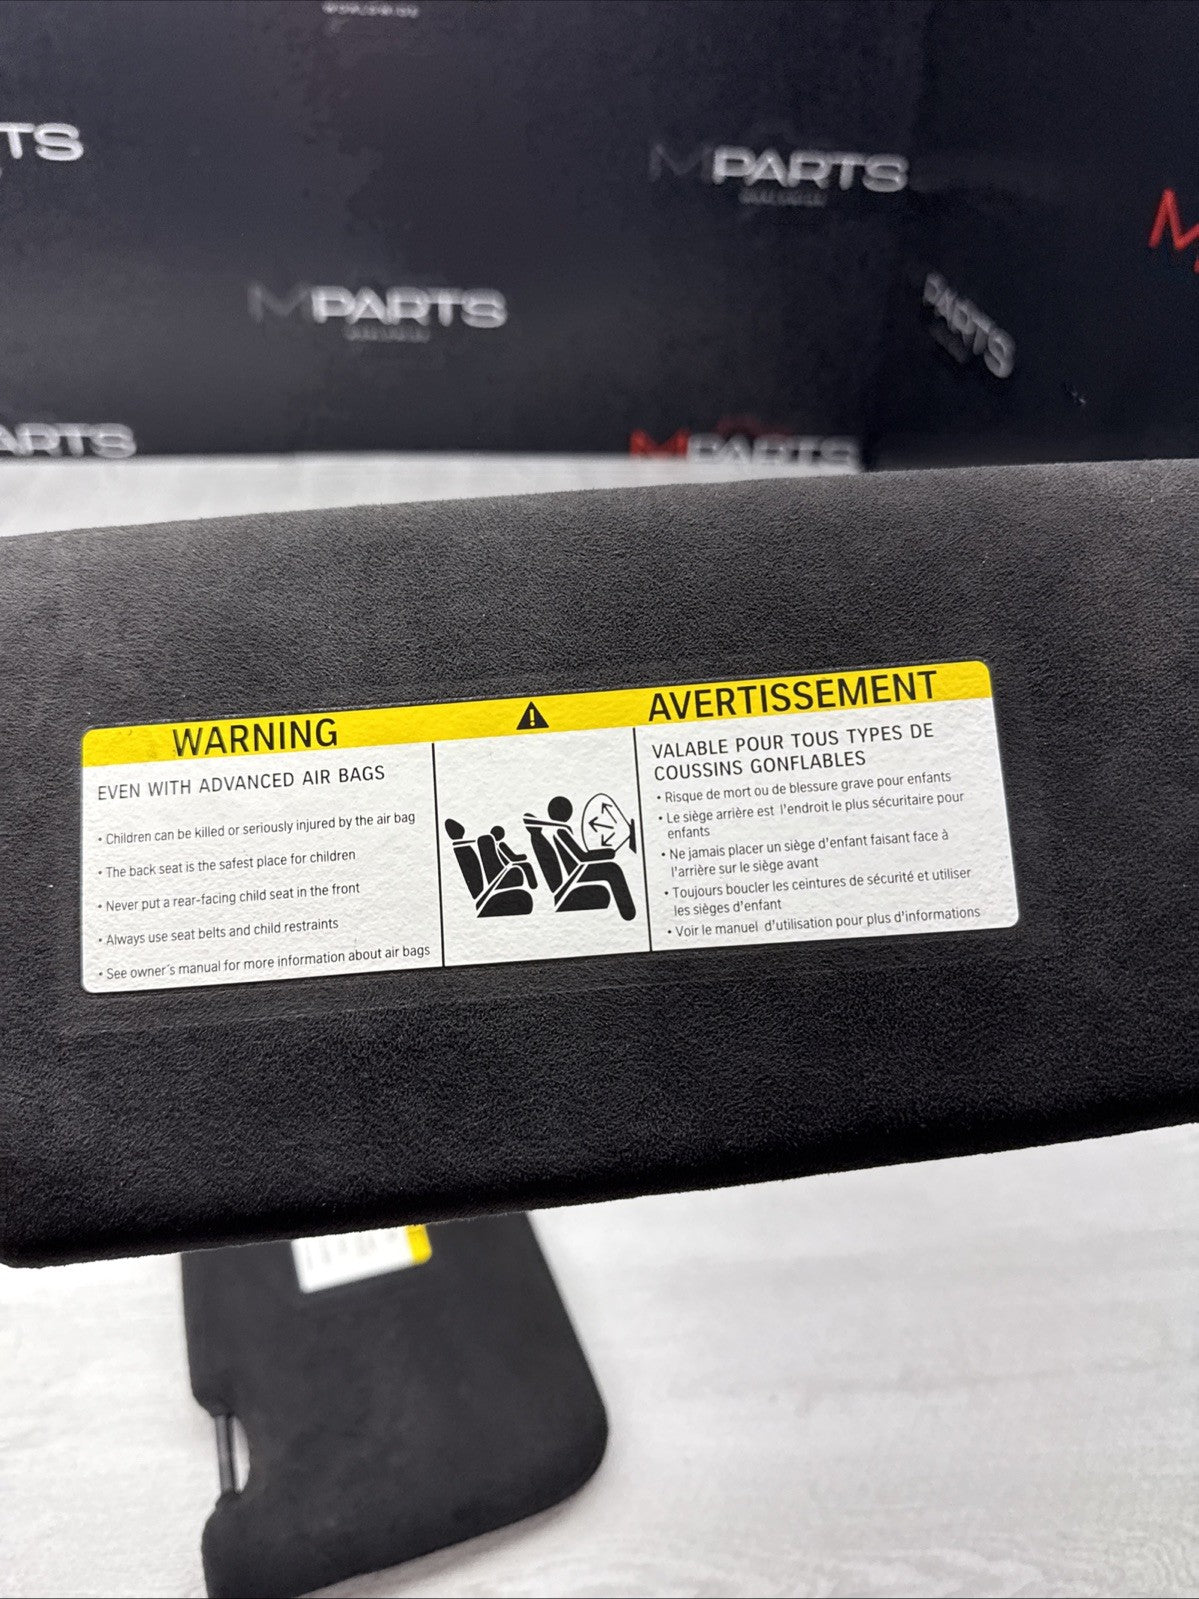 TS
MPARTS
M
MPARTS
PARTS
ARTS
MPARTS
WARNING
EVEN WITH ADVANCED AIR BAGS
• Children can be killed or seriously injured by the air bag
• The back seat is the safest place for children
• Never put a rear-facing child seat in the front
• Always use seat belts and child restraints
• See owner´s manual for more information about air bags
AVERTISSEMENT
VALABLE POUR TOUS TYPES DE
COUSSINS GONFLABLES
• Risque de mort ou de blessure grave pour enfants
• Le siège arrière est l'endroit le plus sécuritaire pour
enfants
• Ne jamais placer un siège d'enfant faisant face à
l'arrière sur le siège avant
• Toujours boucler les ceintures de sécurité et utiliser
les sièges d'enfant
• Voir le manuel d'utilisation pour plus d'informations